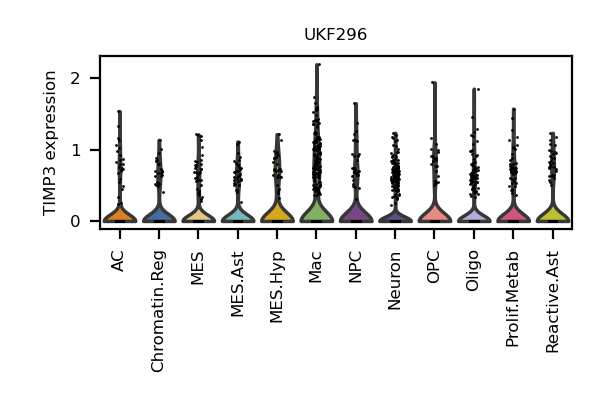 UKF296
TIMP3 expression
2
1
0
AC
Chromatin.Reg
MES
MES.Ast
MES.Hyp
Mac
NPC
Neuron
OPC
Oligo
Prolif.Metab
Reactive.Ast